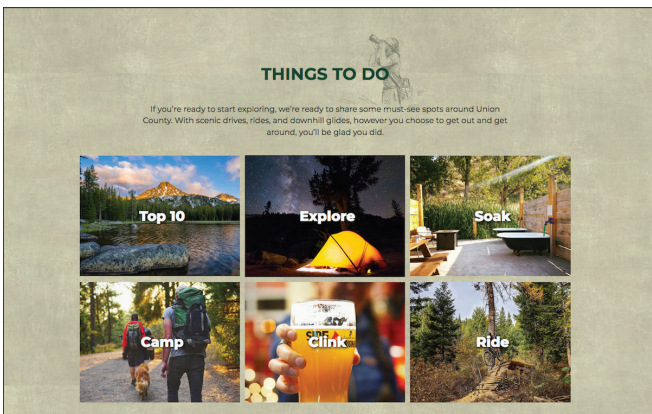 THINGS TO DO
If you're ready to start exploring, we're ready to share some must-see spots around Union
County. With scenic drives, rides, and downhill glides, however you choose to get out and get
around, you'll be glad you did.
Top 10
Explore
Soak
Camp
Clink
Ride